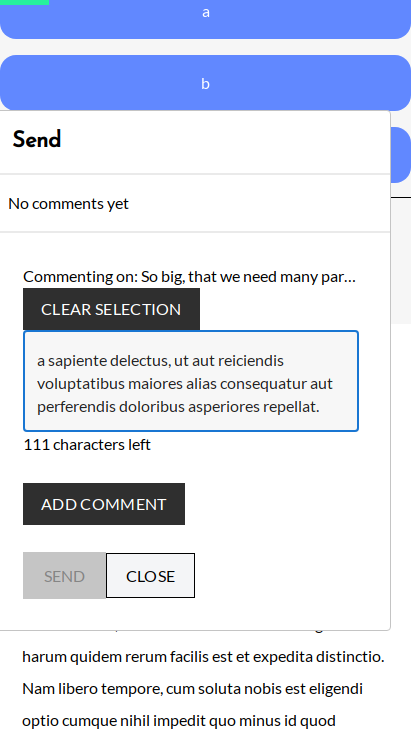 a
b
Send
No comments yet
Commenting on: So big, that we need many par...
CLEAR SELECTION
a sapiente delectus, ut aut reiciendis
voluptatibus maiores alias consequatur aut
perferendis doloribus asperiores repellat.
111 characters left
ADD COMMENT
SEND
CLOSE
harum quidem rerum facilis est et expedita distinctio.
Nam libero tempore, cum soluta nobis est eligendi
optio cumque nihil impedit quo minus id quod